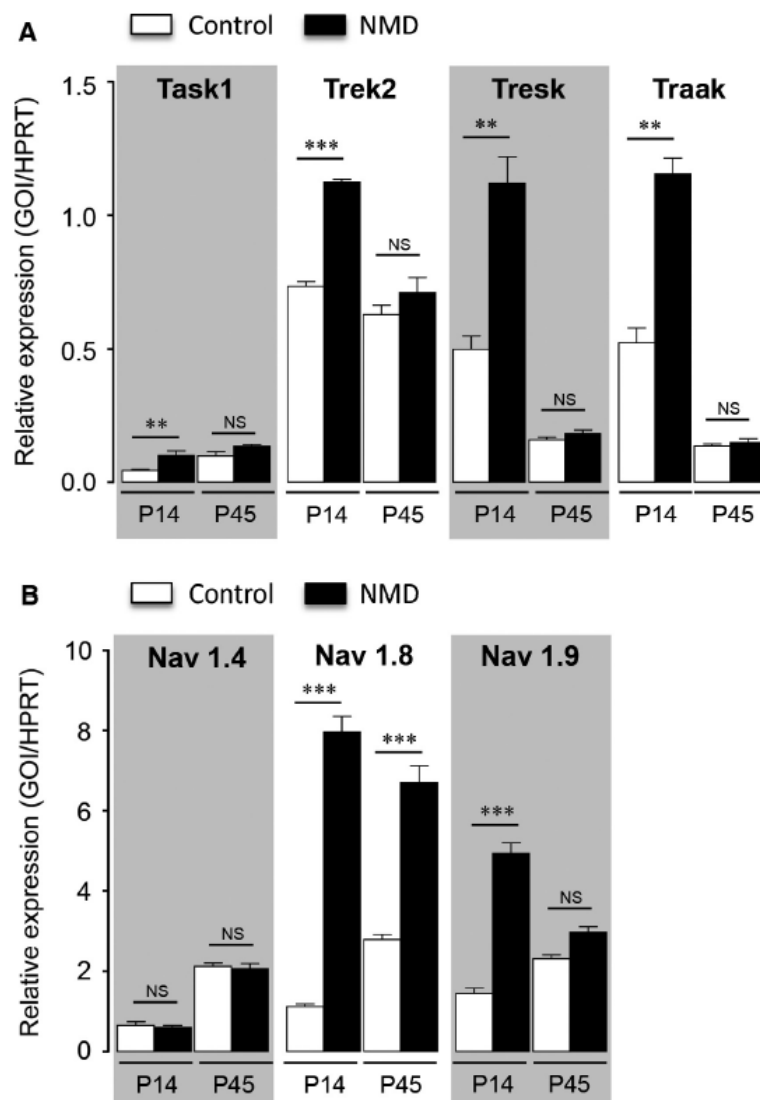 A
Control NMD
Relative expression (GOI/HPRT)
1.5
1.0
0.5
0.0
Task1 Trek2 Tresk Traak
** NS *** NS ** NS ** NS
P14 P45 P14 P45 P14 P45 P14 P45
B
Control NMD
Relative expression (GOI/HPRT)
10
8
6
4
2
0
Nav 1.4 Nav 1.8 Nav 1.9
NS NS *** *** *** NS
P14 P45 P14 P45 P14 P45